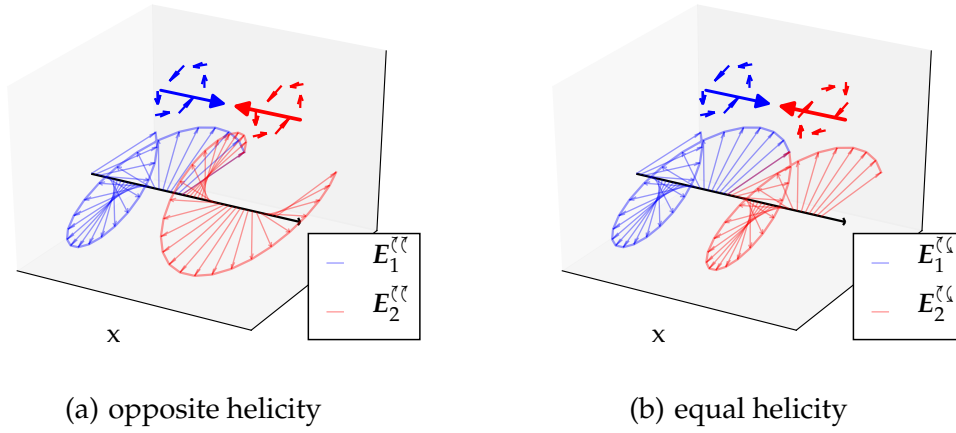 E₁^↻↻
E₂^↻↻
x
(a) opposite helicity
E₁^↻↺
E₂^↻↺
x
(b) equal helicity